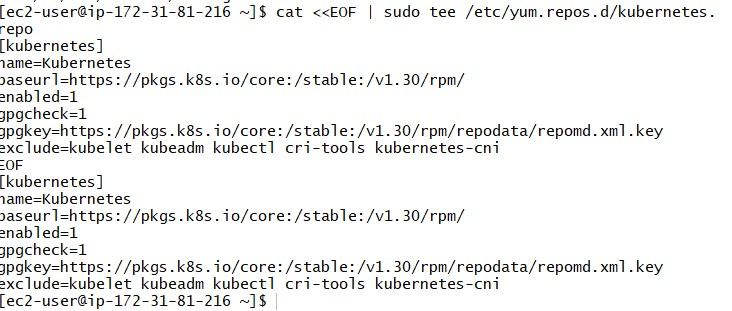 [ec2-user@ip-172-31-81-216 ~]$ cat <<EOF | sudo tee /etc/yum.repos.d/kubernetes.
repo
[kubernetes]
name=Kubernetes
baseurl=https://pkgs.k8s.io/core:/stable:/v1.30/rpm/
enabled=1
gpgcheck=1
gpgkey=https://pkgs.k8s.io/core:/stable:/v1.30/rpm/repodata/repomd.xml.key
exclude=kubelet kubeadm kubectl cri-tools kubernetes-cni
EOF
[kubernetes]
name=Kubernetes
baseurl=https://pkgs.k8s.io/core:/stable:/v1.30/rpm/
enabled=1
gpgcheck=1
gpgkey=https://pkgs.k8s.io/core:/stable:/v1.30/rpm/repodata/repomd.xml.key
exclude=kubelet kubeadm kubectl cri-tools kubernetes-cni
[ec2-user@ip-172-31-81-216 ~]$